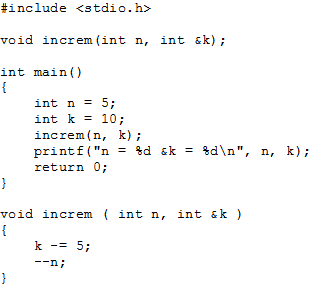 #include <stdio.h>
void increm(int n, int &k);
int main()
{
int n = 5;
int k = 10;
increm(n, k);
printf("n = %d &k = %d\n", n, k);
return 0;
}
void increm ( int n, int &k )
{
k -= 5;
--n;
}